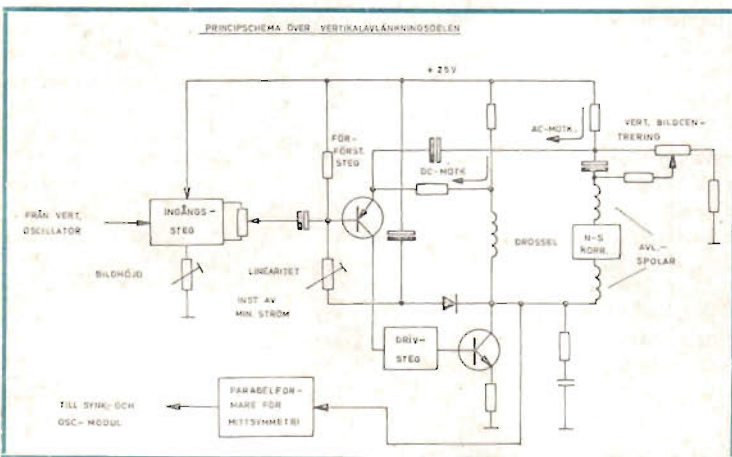 PRINCIPSCHEMA ÖVER VERTIKALAVLÄNKNINGSDELEN
+ 25V
AC-MOTK.
VERT. BILDCEN-
TRERING
FÖR-
FÖRST.
STEG
DC-MOTK
INGÅNGS-
STEG
FRÅN VERT.
OSCILLATOR
DROSSEL
N-S
KORR.
AVL.-
SPOLAR
BILDHÖJD
LINEARITET
INST AV
MIN. STRÖM
DRIV-
STEG
PARABELFOR-
MARE FÖR
MITTSYMMETRI
TILL SYNK.- OCH
OSC- MODUL